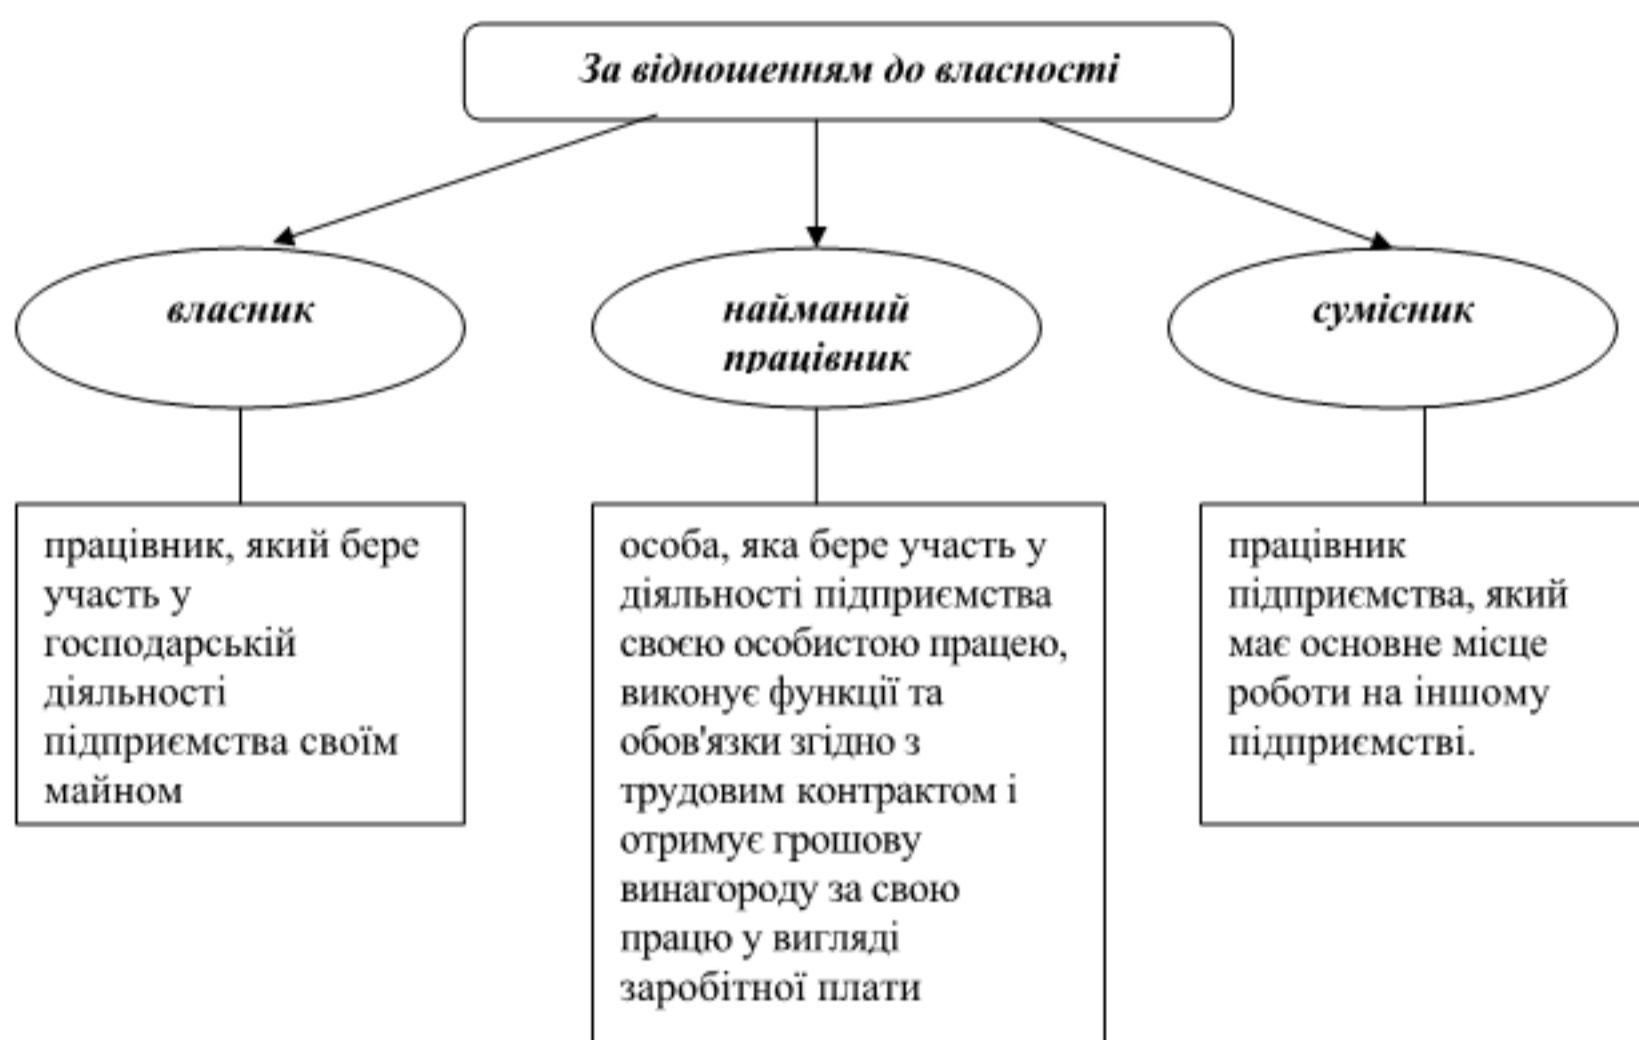 За відношенням до власності
власник
найманий
працівник
сумісник
працівник, який бере
участь у
господарській
діяльності
підприємства своїм
майном
особа, яка бере участь у
діяльності підприємства
своєю особистою працею,
виконує функції та
обов'язки згідно з
трудовим контрактом і
отримує грошову
винагороду за свою
працю у вигляді
заробітної плати
працівник
підприємства, який
має основне місце
роботи на іншому
підприємстві.